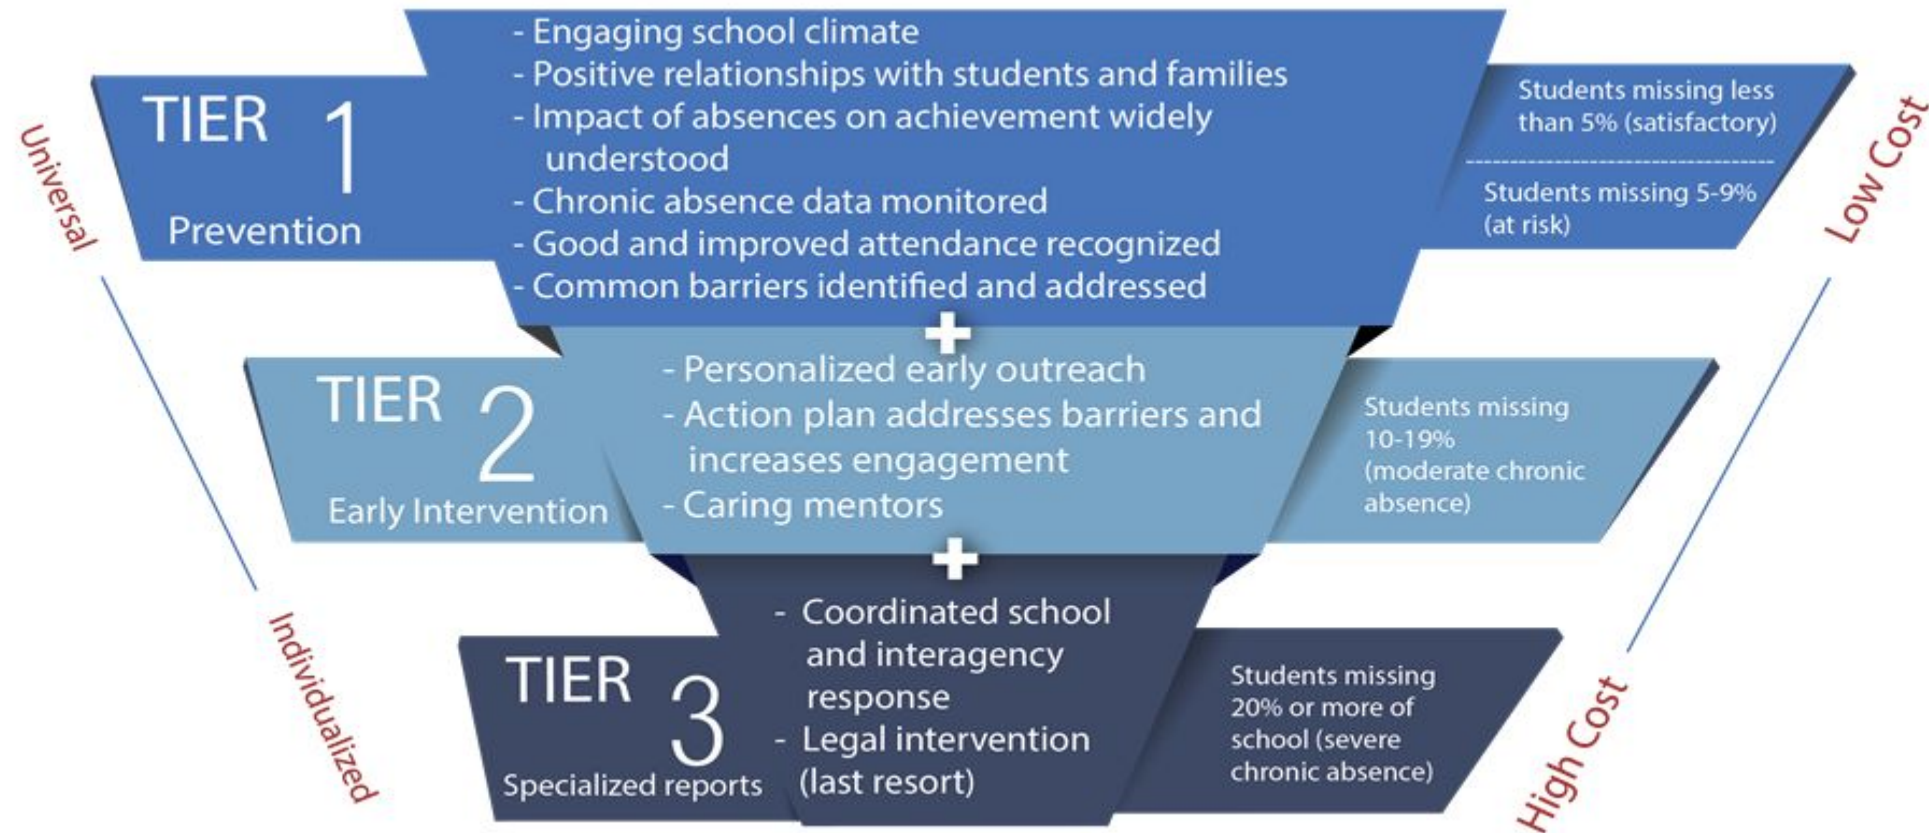 Universal
TIER 1
Prevention
- Engaging school climate
- Positive relationships with students and families
- Impact of absences on achievement widely
understood
- Chronic absence data monitored
- Good and improved attendance recognized
- Common barriers identified and addressed
Students missing less
than 5% (satisfactory)
Students missing 5-9%
(at risk)
Low Cost
+
TIER 2
Early Intervention
- Personalized early outreach
- Action plan addresses barriers and
increases engagement
- Caring mentors
Students missing
10-19%
(moderate chronic
absence)
+
Individualized
TIER 3
Specialized reports
- Coordinated school
and interagency
response
- Legal intervention
(last resort)
Students missing
20% or more of
school (severe
chronic absence)
High Cost